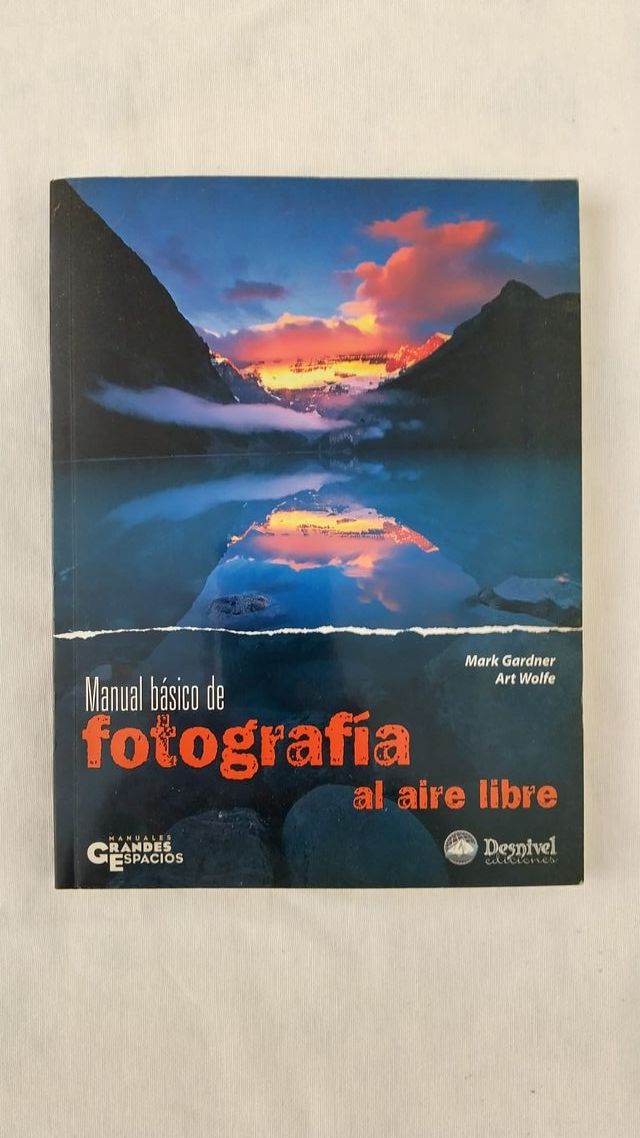 Mark Gardner
Art Wolfe
Manual básico de
fotografía
al aire libre
MANUALES
GRANDES
ESPACIOS
Desnivel
ediciones